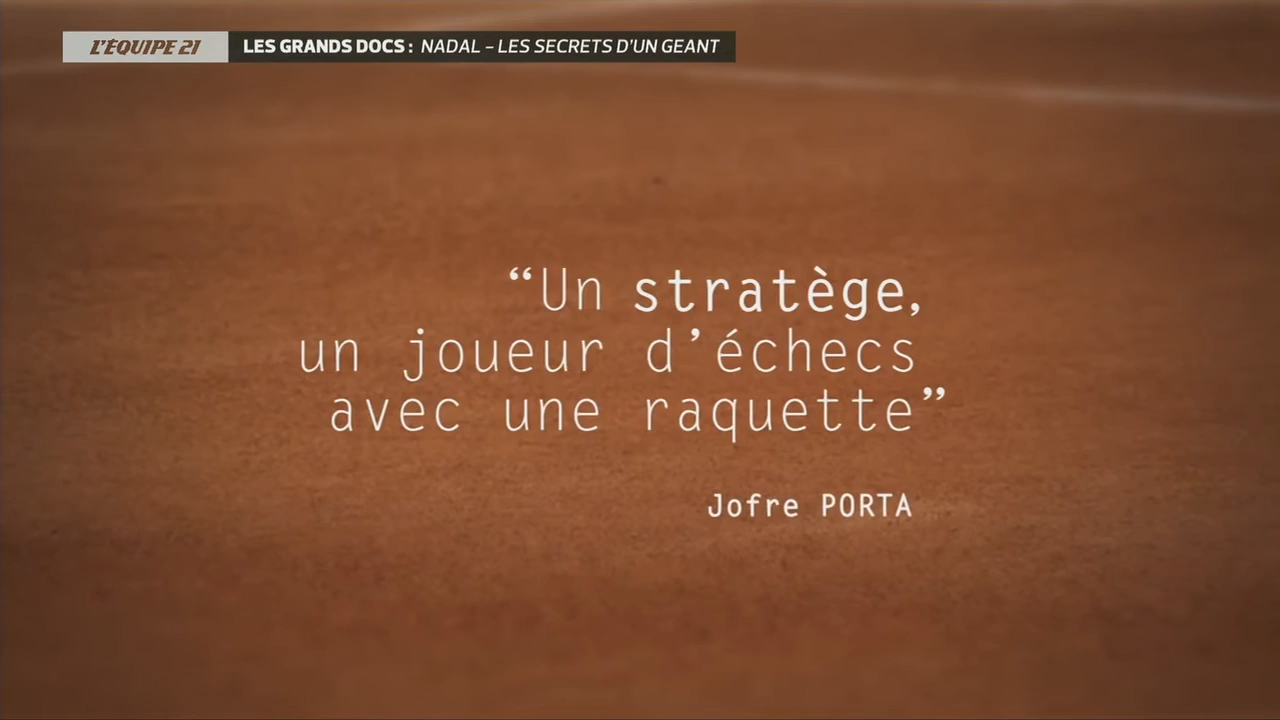 L'ÉQUIPE 21 LES GRANDS DOCS : NADAL – LES SECRETS D'UN GEANT
“Un stratège,
un joueur d’échecs
avec une raquette”
Jofre PORTA